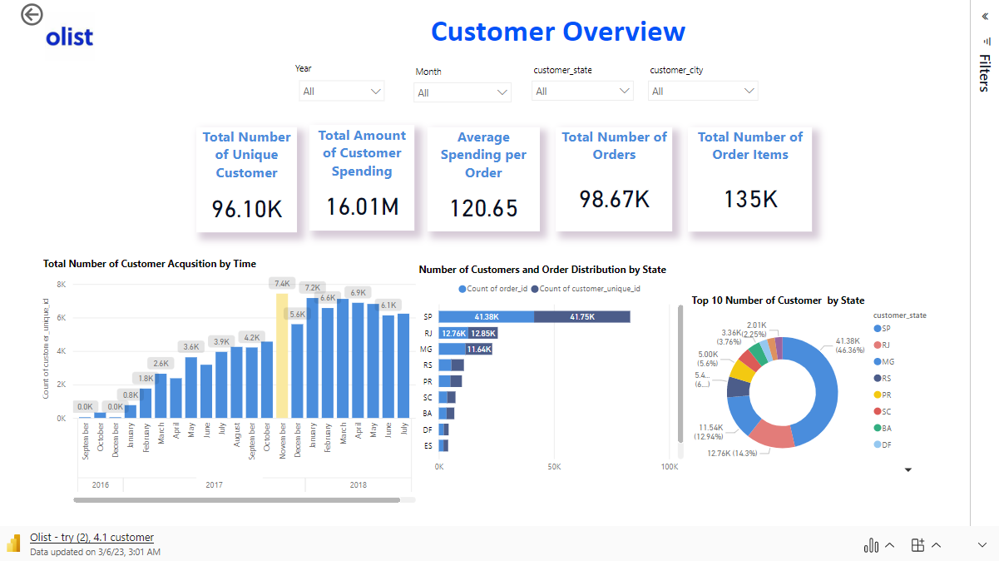 olist
Customer Overview
Year
Month
customer_state
customer_city
All
All
All
All
Filters
Total Number
of Unique
Customer
96.10K
Total Amount
of Customer
Spending
16.01M
Average
Spending per
Order
120.65
Total Number of
Orders
98.67K
Total Number of
Order Items
135K
Total Number of Customer Acqusition by Time
Count of customer_unique_id
8K
6K
4K
2K
0K
0.0K
0.0K
0.8K
1.8K
2.6K
3.6K
3.9K
4.2K
7.4K
5.6K
7.2K
6.6K
6.9K
6.1K
September
October
December
January
February
March
April
May
June
July
August
September
October
November
December
January
February
March
April
May
June
July
2016
2017
2018
Number of Customers and Order Distribution by State
Count of order_id
Count of customer_unique_id
SP
41.38K
41.75K
RJ
12.76K
12.85K
MG
11.64K
RS
PR
SC
BA
DF
ES
0K
50K
100K
Top 10 Number of Customer by State
2.01K
(2.25%)
3.36K
(3.76%)
5.00K
(5.6%)
5.4...
(6...)
11.54K
(12.94%)
12.76K (14.3%)
41.38K
(46.36%)
customer_state
SP
RJ
MG
RS
PR
SC
BA
DF
Olist - try (2), 4.1 customer
Data updated on 3/6/23, 3:01 AM